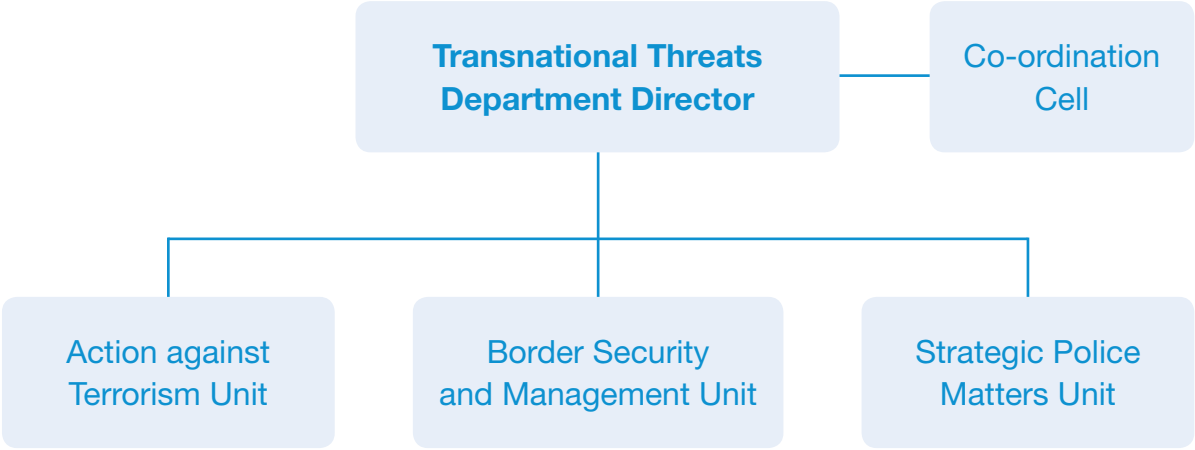 Transnational Threats
Department Director
Co-ordination
Cell
Action against
Terrorism Unit
Border Security
and Management Unit
Strategic Police
Matters Unit